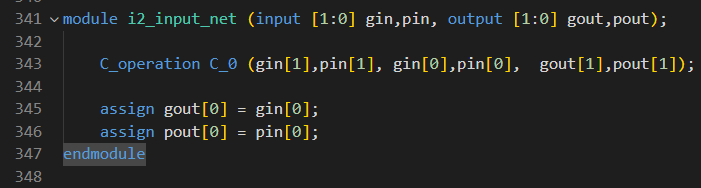 341 module i2_input_net (input [1:0] gin,pin, output [1:0] gout,pout);
342
343 C_operation C_0 (gin[1],pin[1], gin[0],pin[0],  gout[1],pout[1]);
344
345 assign gout[0] = gin[0];
346 assign pout[0] = pin[0];
347 endmodule
348